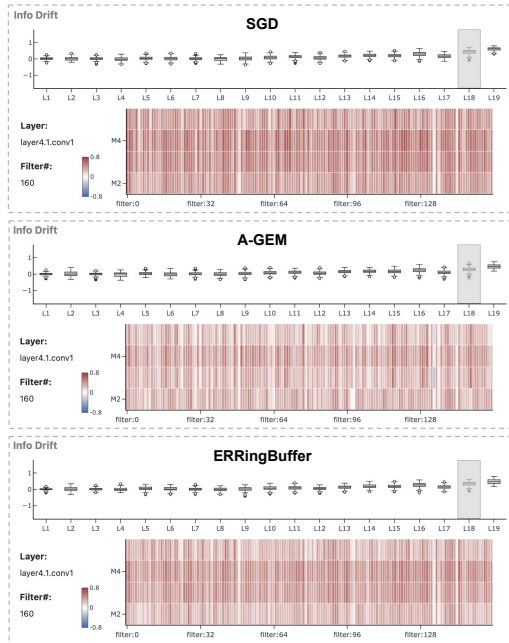 Info Drift
SGD
1
0
−1
L1 L2 L3 L4 L5 L6 L7 L8 L9 L10 L11 L12 L13 L14 L15 L16 L17 L18 L19
Layer:
layer4.1.conv1
Filter#:
160
0.8
0
-0.8
M4
M2
filter:0 filter:32 filter:64 filter:96 filter:128
Info Drift
A-GEM
1
0
−1
L1 L2 L3 L4 L5 L6 L7 L8 L9 L10 L11 L12 L13 L14 L15 L16 L17 L18 L19
Layer:
layer4.1.conv1
Filter#:
160
0.8
0
-0.8
M4
M2
filter:0 filter:32 filter:64 filter:96 filter:128
Info Drift
ERRingBuffer
1
0
−1
L1 L2 L3 L4 L5 L6 L7 L8 L9 L10 L11 L12 L13 L14 L15 L16 L17 L18 L19
Layer:
layer4.1.conv1
Filter#:
160
0.8
0
-0.8
M4
M2
filter:0 filter:32 filter:64 filter:96 filter:128